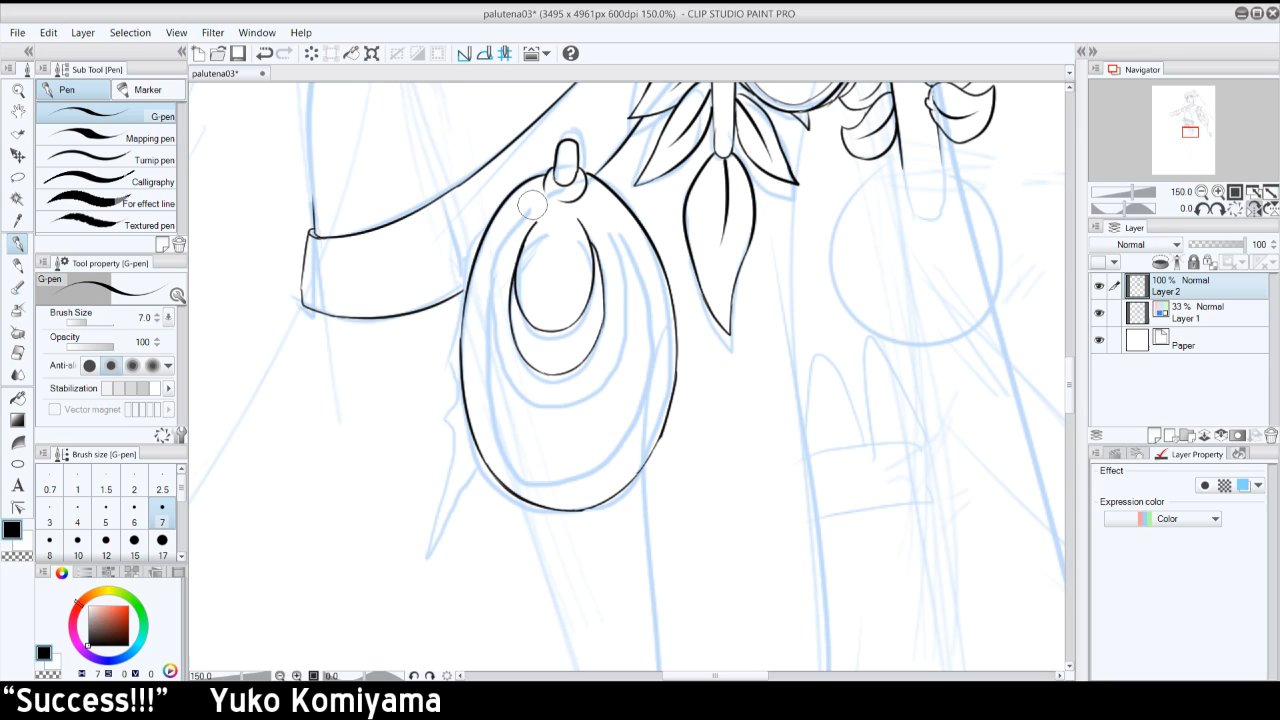 palutena03* (3495 x 4961px 600dpi 150.0%) - CLIP STUDIO PAINT PRO
File Edit Layer Selection View Filter Window Help
Sub Tool [Pen]
palutena03*
Navigator
Pen Marker
G-pen
Mapping pen
Turnip pen
Calligraphy
For effect line
Textured pen
Tool property [G-pen]
G-pen
Brush Size 7.0
Opacity 100
Anti-ali
Stabilization
Vector magnet
Brush size [G-pen]
0.7 1 1.5 2 2.5
3 4 5 6 7
8 10 12 15 17
H 7 S 0 V 0
150.0 0.0
150.0
0.0
Layer
Normal 100
100% Normal
Layer 2
33 % Normal
Layer 1
Paper
Layer Property
Effect
Expression color
Color
“Success!!!” Yuko Komiyama